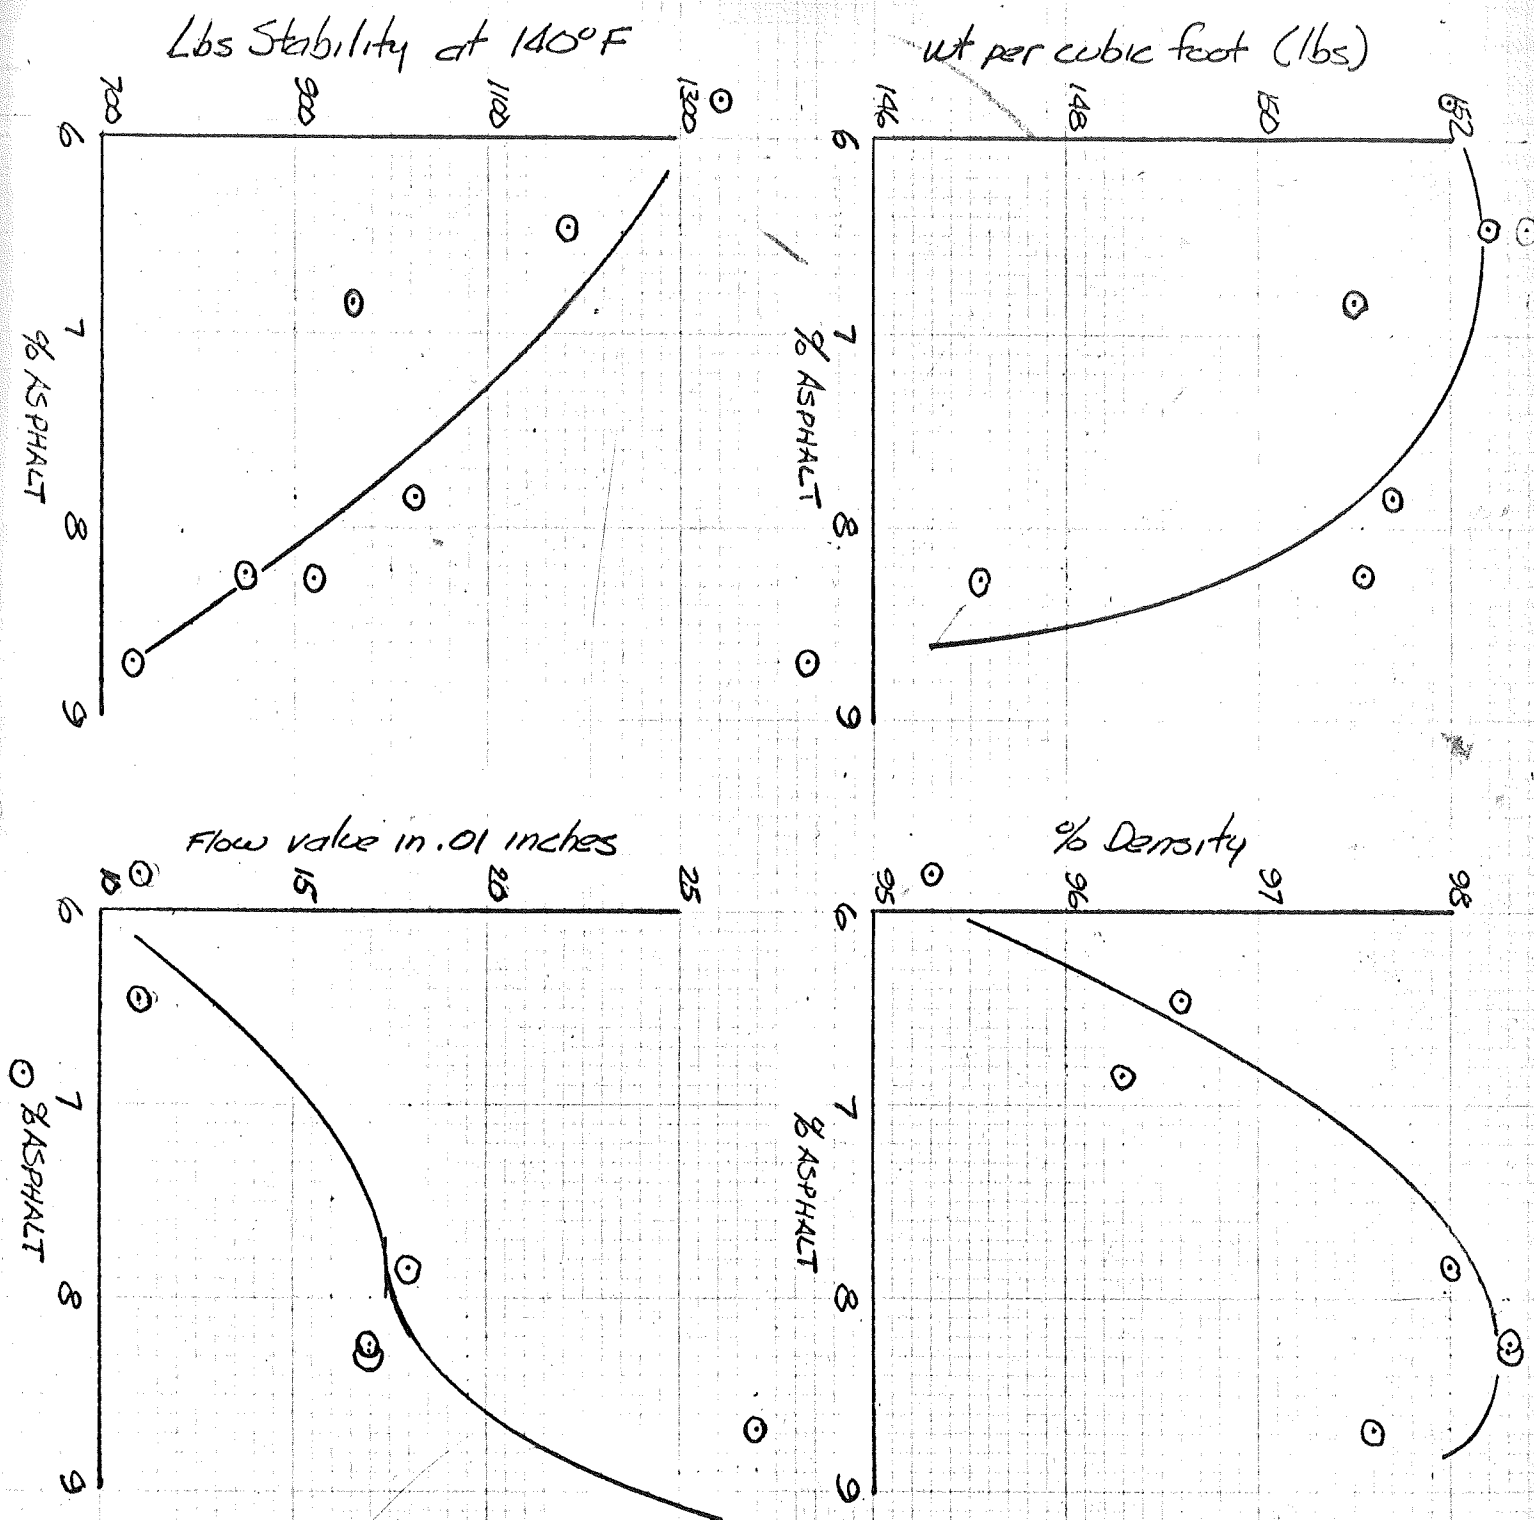 Lbs Stability at 140°F
700 900 1100 1300
6
7
8
9
% ASPHALT
wt per cubic foot (lbs)
146 148 150 152
6
7
8
9
% ASPHALT
Flow value in .01 inches
10 15 20 25
6
7
8
9
% ASPHALT
% Density
95 96 97 98
6
7
8
9
% ASPHALT